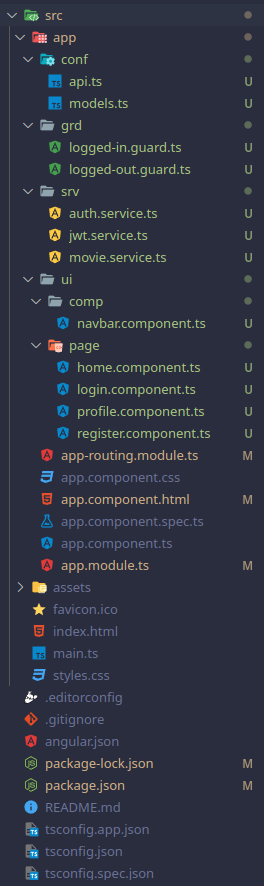 src
app
conf
api.ts U
models.ts U
grd
logged-in.guard.ts U
logged-out.guard.ts U
srv
auth.service.ts U
jwt.service.ts U
movie.service.ts U
ui
comp
navbar.component.ts U
page
home.component.ts U
login.component.ts U
profile.component.ts U
register.component.ts U
app-routing.module.ts M
app.component.css
app.component.html M
app.component.spec.ts
app.component.ts
app.module.ts M
assets
favicon.ico
index.html
main.ts
styles.css
.editorconfig
.gitignore
angular.json
package-lock.json M
package.json M
README.md
tsconfig.app.json
tsconfig.json
tsconfig.spec.json